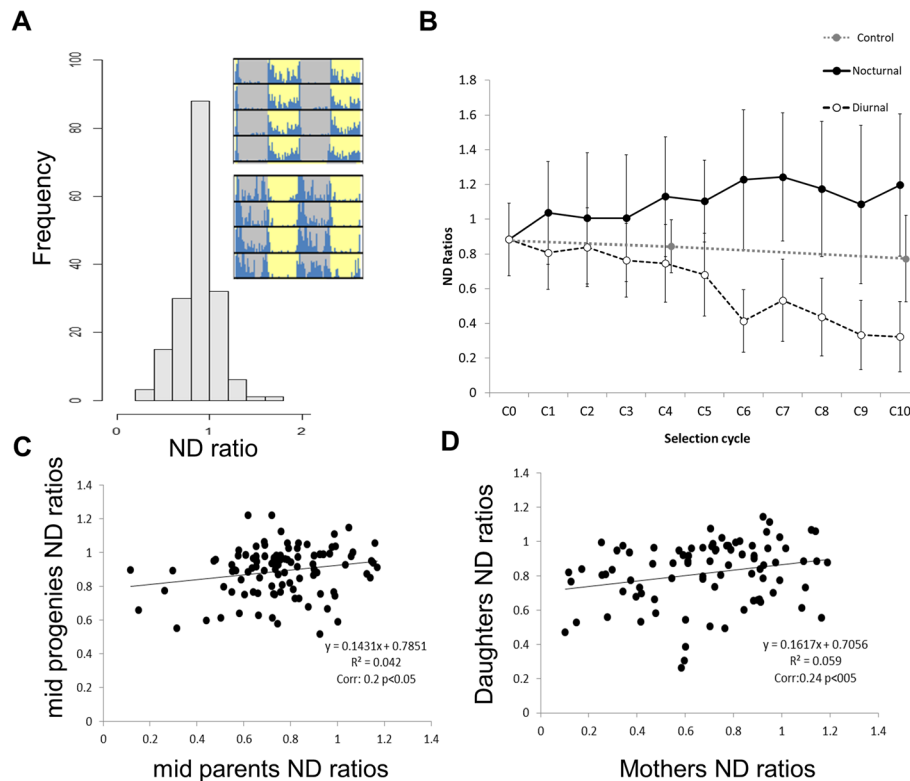 A
Frequency
0 20 40 60 80 100
0 1 2
ND ratio
B
Control
Nocturnal
Diurnal
ND Ratios
1.8
1.6
1.4
1.2
1
0.8
0.6
0.4
0.2
0
C0 C1 C2 C3 C4 C5 C6 C7 C8 C9 C10
Selection cycle
C
mid progenies ND ratios
1.4
1.2
1
0.8
0.6
0.4
0.2
0
y = 0.1431x + 0.7851
R² = 0.042
Corr: 0.2 p<0.05
0 0.2 0.4 0.6 0.8 1 1.2 1.4
mid parents ND ratios
D
Daughters ND ratios
1.4
1.2
1
0.8
0.6
0.4
0.2
0
y = 0.1617x + 0.7056
R² = 0.059
Corr:0.24 p<005
0 0.2 0.4 0.6 0.8 1 1.2 1.4
Mothers ND ratios